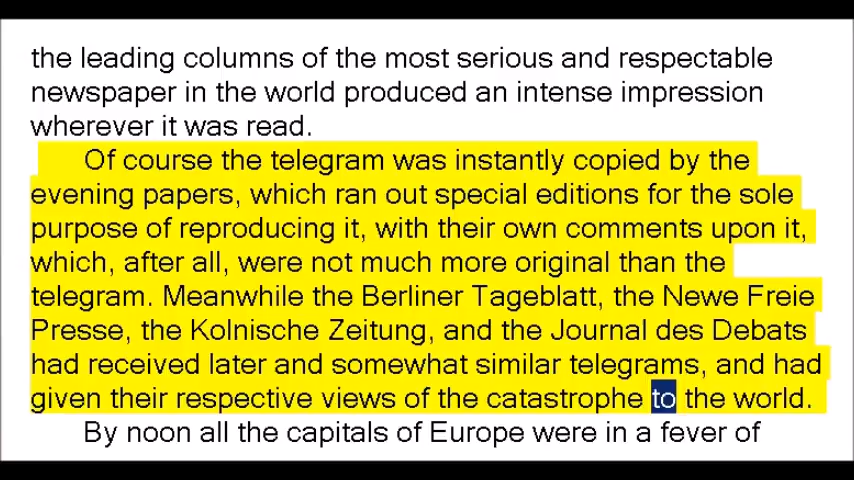 the leading columns of the most serious and respectable
newspaper in the world produced an intense impression
wherever it was read.
Of course the telegram was instantly copied by the
evening papers, which ran out special editions for the sole
purpose of reproducing it, with their own comments upon it,
which, after all, were not much more original than the
telegram. Meanwhile the Berliner Tageblatt, the Newe Freie
Presse, the Kolnische Zeitung, and the Journal des Debats
had received later and somewhat similar telegrams, and had
given their respective views of the catastrophe to the world.
By noon all the capitals of Europe were in a fever of